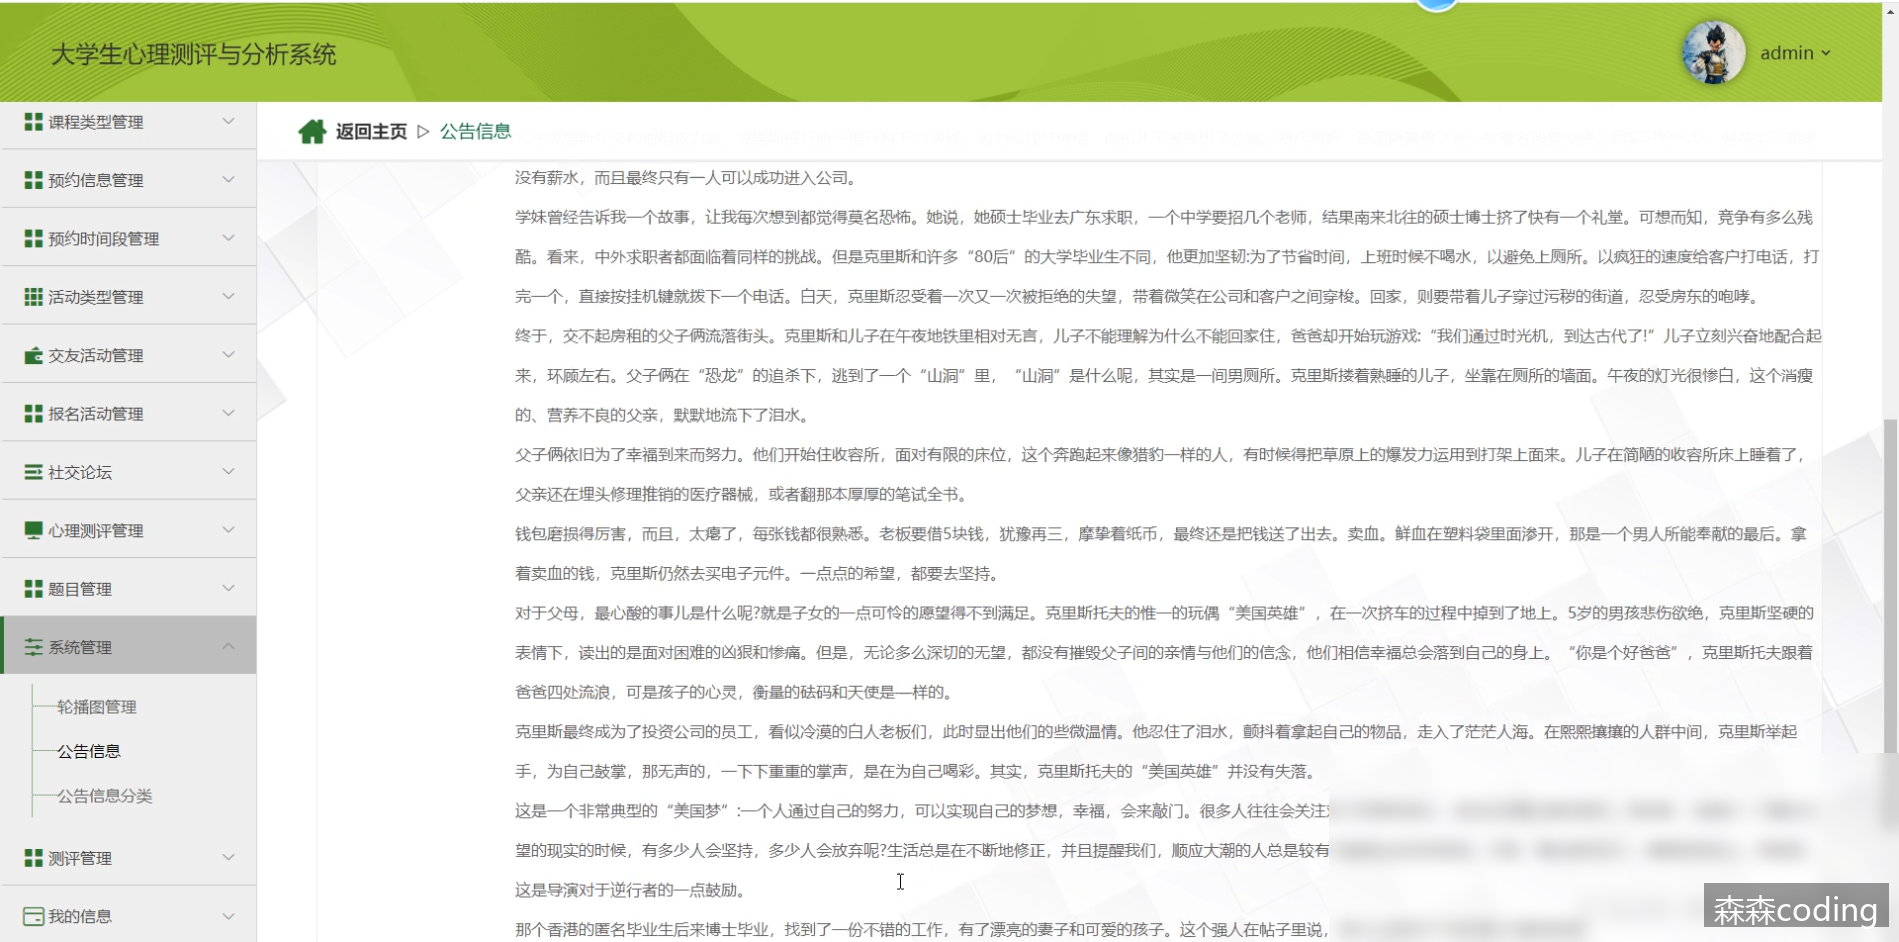 大学生心理测评与分析系统
admin
课程类型管理
预约信息管理
预约时间段管理
活动类型管理
交友活动管理
报名活动管理
社交论坛
心理测评管理
题目管理
系统管理
轮播图管理
公告信息
公告信息分类
测评管理
我的信息
返回主页 ▷ 公告信息
没有薪水，而且最终只有一人可以成功进入公司。
学妹曾经告诉我一个故事，让我每次想到都觉得莫名恐怖。她说，她硕士毕业去广东求职，一个中学要招几个老师，结果南来北往的硕士博士挤了快有一个礼堂。可想而知，竞争有多么残
酷。看来，中外求职者都面临着同样的挑战。但是克里斯和许多“80后”的大学毕业生不同，他更加坚韧:为了节省时间，上班时候不喝水，以避免上厕所。以疯狂的速度给客户打电话，打
完一个，直接按挂机键就拨下一个电话。白天，克里斯忍受着一次又一次被拒绝的失望，带着微笑在公司和客户之间穿梭。回家，则要带着儿子穿过污秽的街道，忍受房东的咆哮。
终于，交不起房租的父子俩流落街头。克里斯和儿子在午夜地铁里相对无言，儿子不能理解为什么不能回家住，爸爸却开始玩游戏:“我们通过时光机，到达古代了!”儿子立刻兴奋地配合起
来，环顾左右。父子俩在“恐龙”的追杀下，逃到了一个“山洞”里，“山洞”是什么呢，其实是一间男厕所。克里斯搂着熟睡的儿子，坐靠在厕所的墙面。午夜的灯光很惨白，这个消瘦
的、营养不良的父亲，默默地流下了泪水。
父子俩依旧为了幸福到来而努力。他们开始住收容所，面对有限的床位，这个奔跑起来像猎豹一样的人，有时候得把草原上的爆发力运用到打架上面来。儿子在简陋的收容所床上睡着了，
父亲还在埋头修理推销的医疗器械，或者翻那本厚厚的笔试全书。
钱包磨损得厉害，而且，太瘪了，每张钱都很熟悉。老板要借5块钱，犹豫再三，摩挚着纸币，最终还是把钱送了出去。卖血。鲜血在塑料袋里面渗开，那是一个男人所能奉献的最后。拿
着卖血的钱，克里斯仍然去买电子元件。一点点的希望，都要去坚持。
对于父母，最心酸的事儿是什么呢?就是子女的一点可怜的愿望得不到满足。克里斯托夫的惟一的玩偶“美国英雄”，在一次挤车的过程中掉到了地上。5岁的男孩悲伤欲绝，克里斯坚硬的
表情下，读出的是面对困难的凶狠和惨痛。但是，无论多么深切的无望，都没有摧毁父子间的亲情与他们的信念，他们相信幸福总会落到自己的身上。“你是个好爸爸”，克里斯托夫跟着
爸爸四处流浪，可是孩子的心灵，衡量的砝码和天使是一样的。
克里斯最终成为了投资公司的员工，看似冷漠的白人老板们，此时显出他们的些微温情。他忍住了泪水，颤抖着拿起自己的物品，走入了茫茫人海。在熙熙攘攘的人群中间，克里斯举起
手，为自己鼓掌，那无声的，一下下重重的掌声，是在为自己喝彩。其实，克里斯托夫的“美国英雄”并没有失落。
这是一个非常典型的“美国梦”:一个人通过自己的努力，可以实现自己的梦想，幸福，会来敲门。很多人往往会关注
望的现实的时候，有多少人会坚持，多少人会放弃呢?生活总是在不断地修正，并且提醒我们，顺应大潮的人总是较有
这是导演对于逆行者的一点鼓励。
那个香港的匿名毕业生后来博士毕业，找到了一份不错的工作，有了漂亮的妻子和可爱的孩子。这个强人在帖子里说，
森森coding